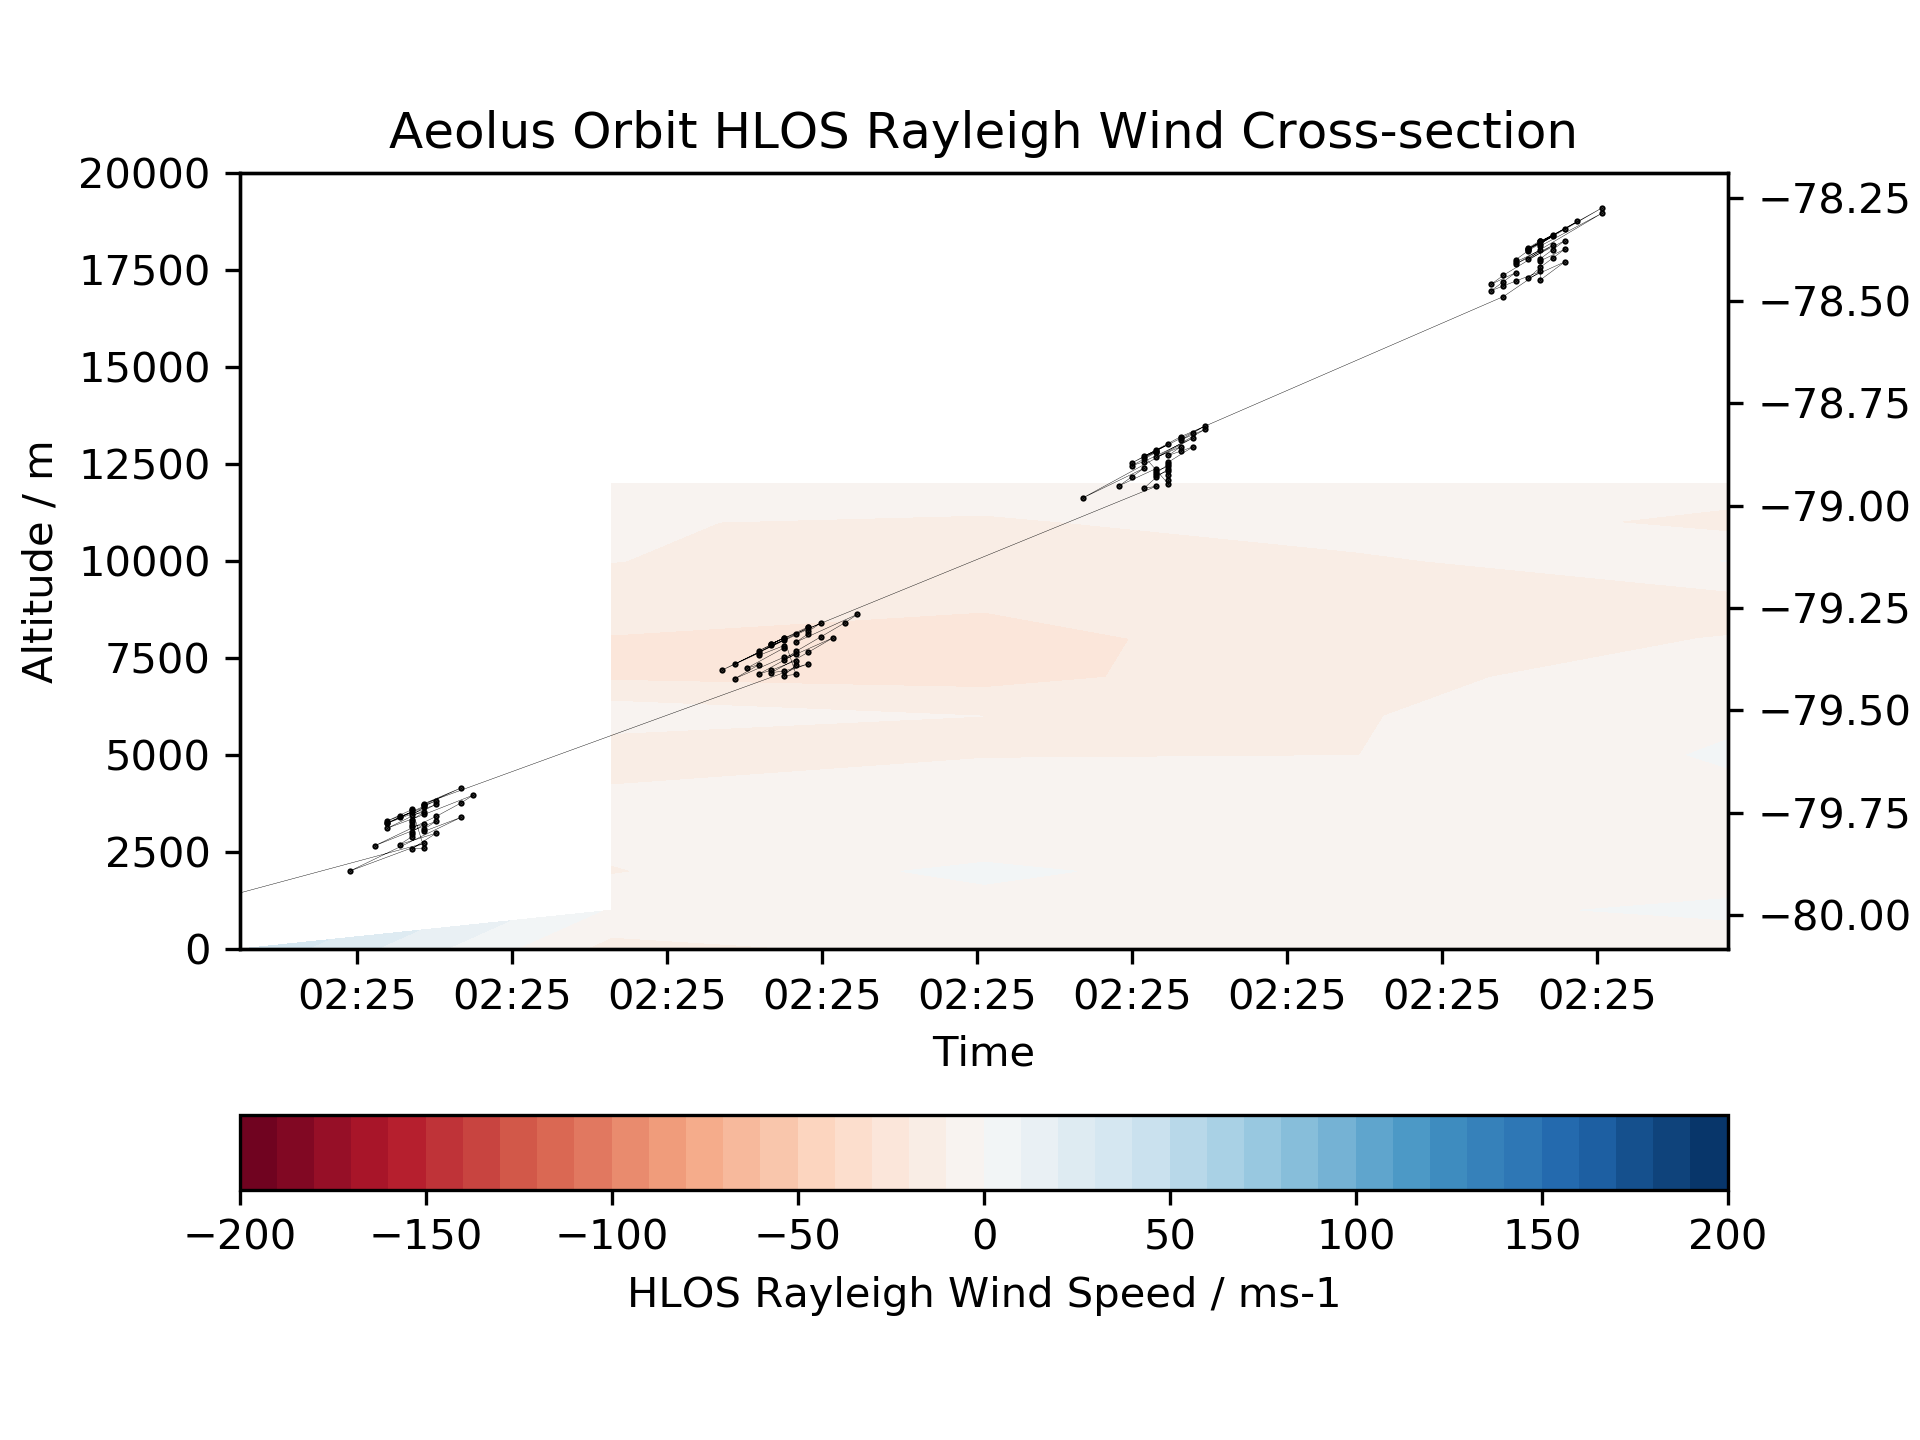 Aeolus Orbit HLOS Rayleigh Wind Cross-section
20000
17500
15000
12500
10000
7500
5000
2500
0
Altitude / m
−78.25
−78.50
−78.75
−79.00
−79.25
−79.50
−79.75
−80.00
02:25 02:25 02:25 02:25 02:25 02:25 02:25 02:25 02:25
Time
−200 −150 −100 −50 0 50 100 150 200
HLOS Rayleigh Wind Speed / ms-1